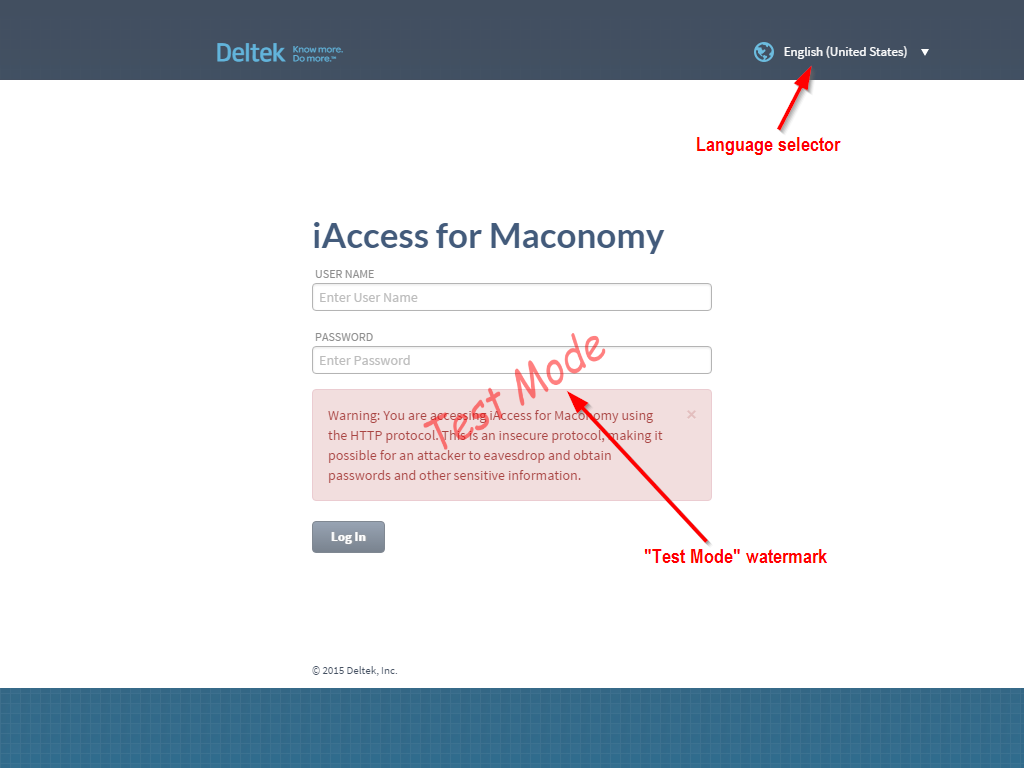 Deltek Know more.
Do more.™
English (United States)
Language selector
iAccess for Maconomy
USER NAME
Enter User Name
PASSWORD
Enter Password
Test Mode
Warning: You are accessing iAccess for Maconomy using
the HTTP protocol. This is an insecure protocol, making it
possible for an attacker to eavesdrop and obtain
passwords and other sensitive information.
×
Log In
"Test Mode" watermark
© 2015 Deltek, Inc.